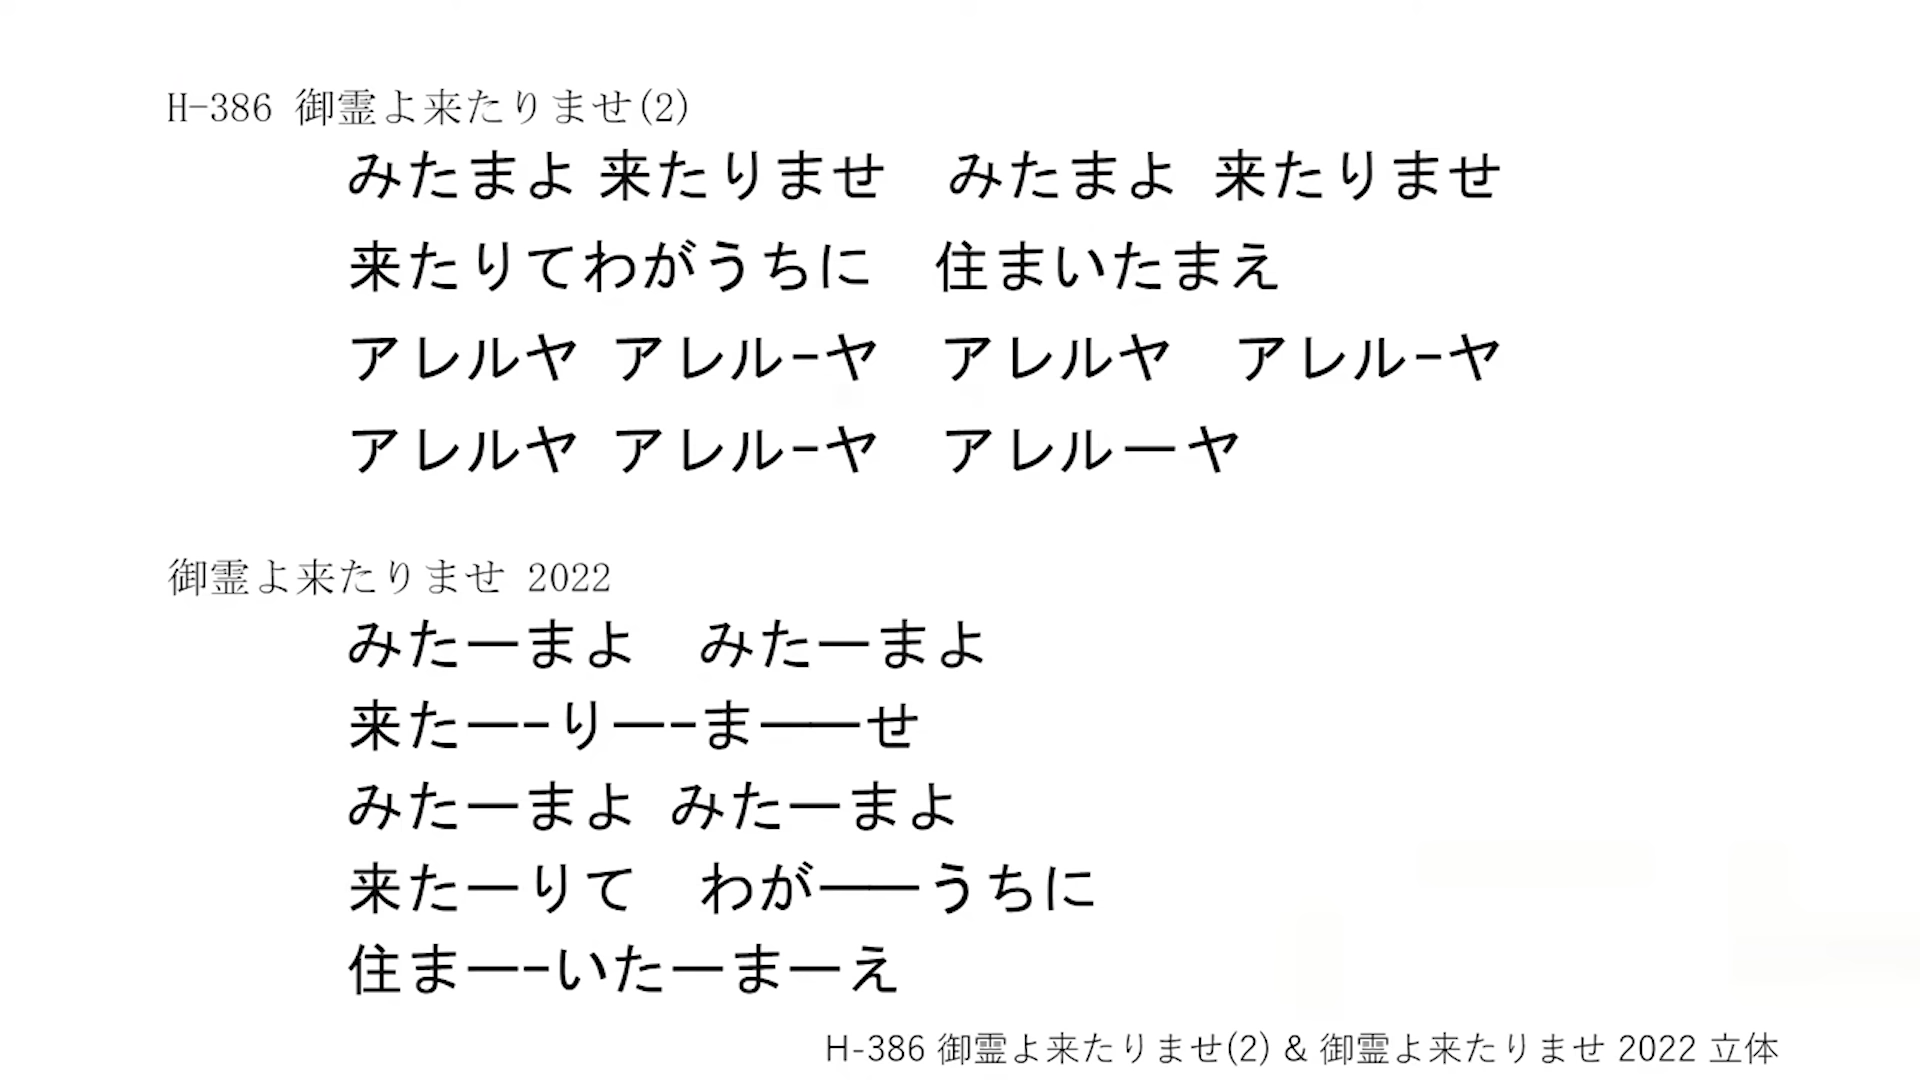 H-386 御霊よ来たりませ(2)
みたまよ 来たりませ　みたまよ 来たりませ
来たりてわがうちに　住まいたまえ
アレルヤ アレル-ヤ　アレルヤ　アレル-ヤ
アレルヤ アレル-ヤ　アレルーヤ
御霊よ来たりませ 2022
みたーまよ　みたーまよ
来たー-りー-まーーせ
みたーまよ みたーまよ
来たーりて　わがーーうちに
住まー-いたーまーえ
H-386 御霊よ来たりませ(2) & 御霊よ来たりませ 2022 立体